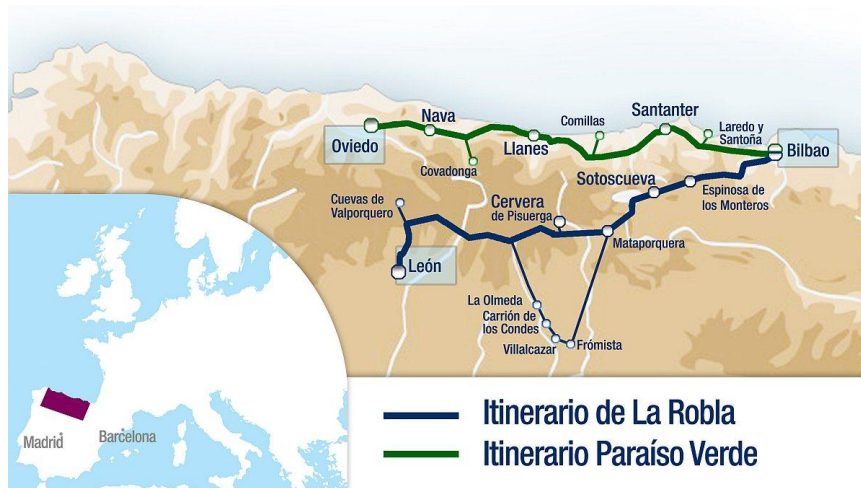 Oviedo
Nava
Covadonga
Llanes
Comillas
Santanter
Laredo y
Santoña
Bilbao
Cuevas de
Valporquero
León
Cervera
de Pisuerga
Sotoscueva
Espinosa de
los Monteros
Mataporquera
La Olmeda
Carrión de
los Condes
Villalcazar
Frómista
Madrid
Barcelona
Itinerario de La Robla
Itinerario Paraíso Verde